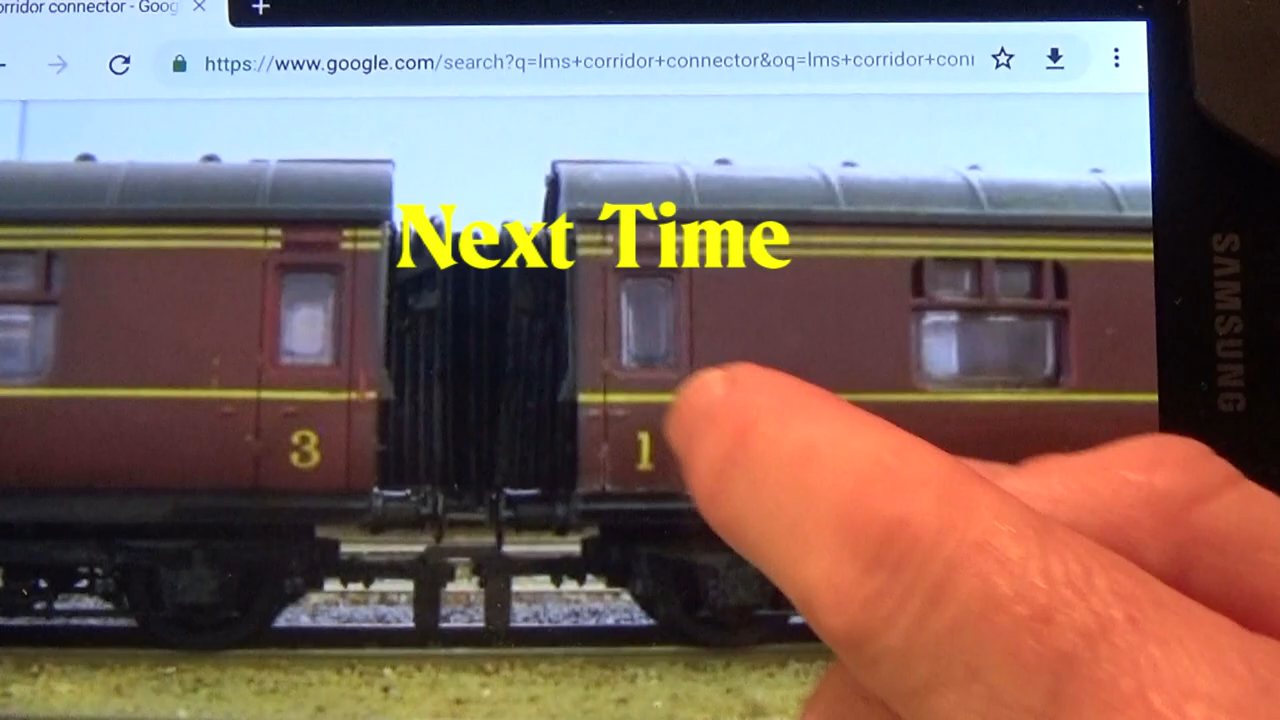 orridor connector - Goog
https://www.google.com/search?q=lms+corridor+connector&oq=lms+corridor+con
Next Time
3
1
SAMSUNG